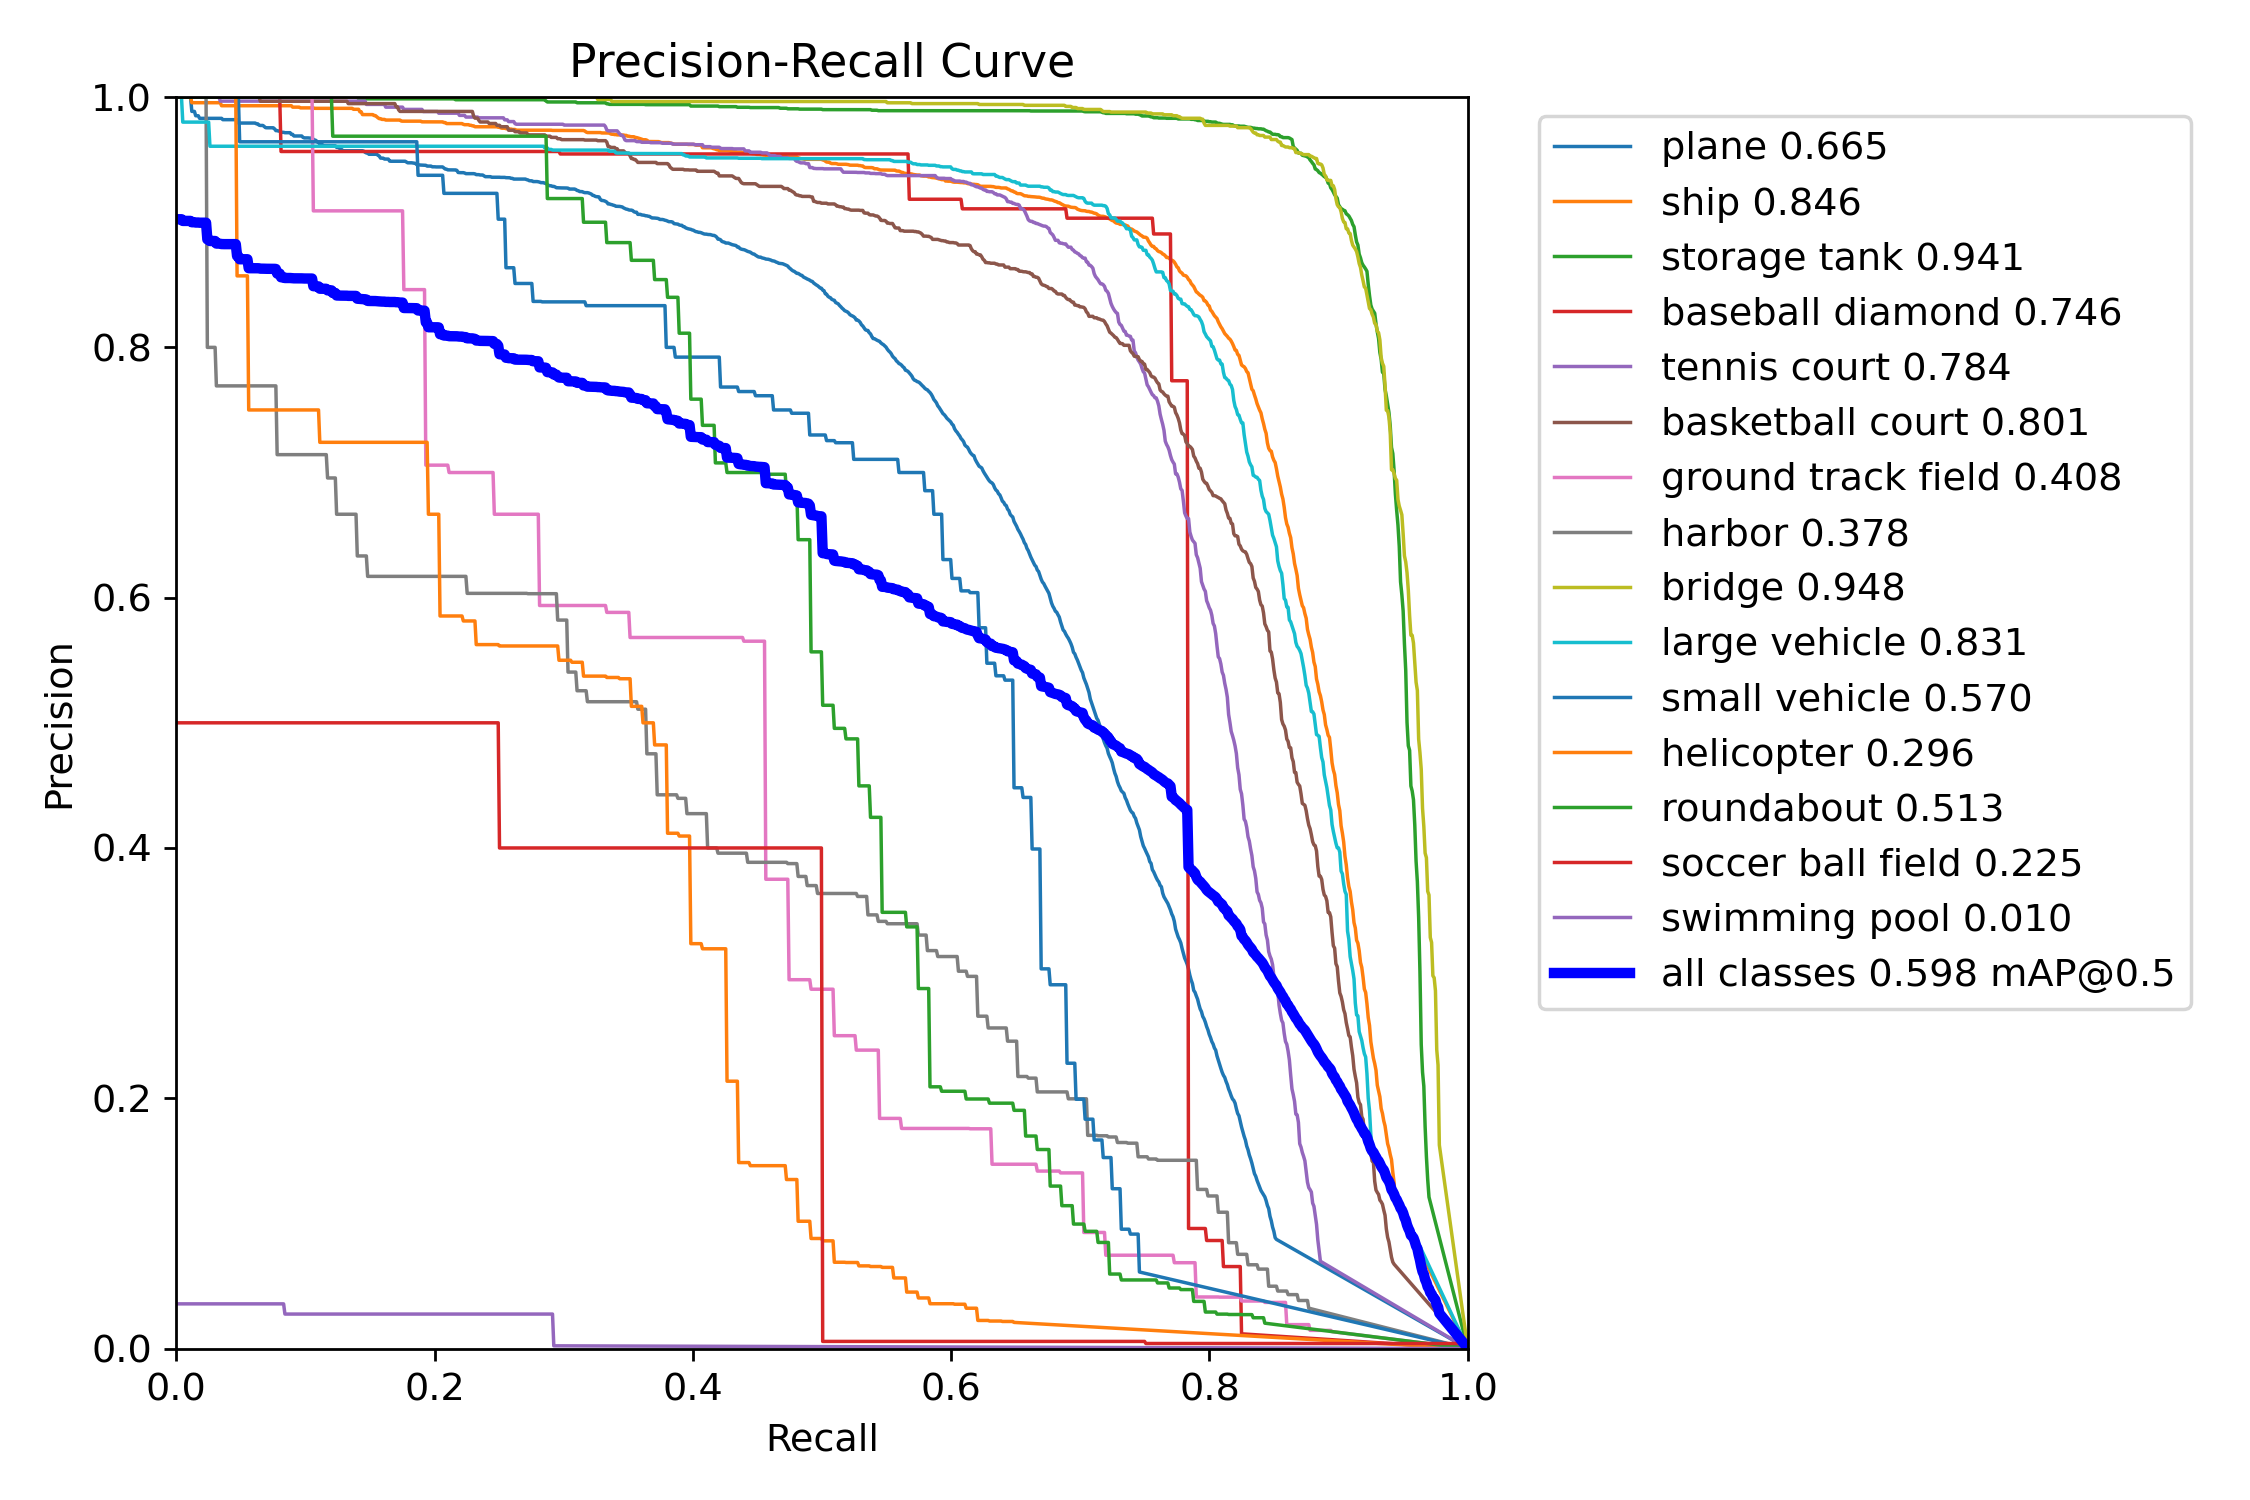 Precision-Recall Curve
1.0
0.8
0.6
0.4
0.2
0.0
Precision
0.0 0.2 0.4 0.6 0.8 1.0
Recall
plane 0.665
ship 0.846
storage tank 0.941
baseball diamond 0.746
tennis court 0.784
basketball court 0.801
ground track field 0.408
harbor 0.378
bridge 0.948
large vehicle 0.831
small vehicle 0.570
helicopter 0.296
roundabout 0.513
soccer ball field 0.225
swimming pool 0.010
all classes 0.598 mAP@0.5